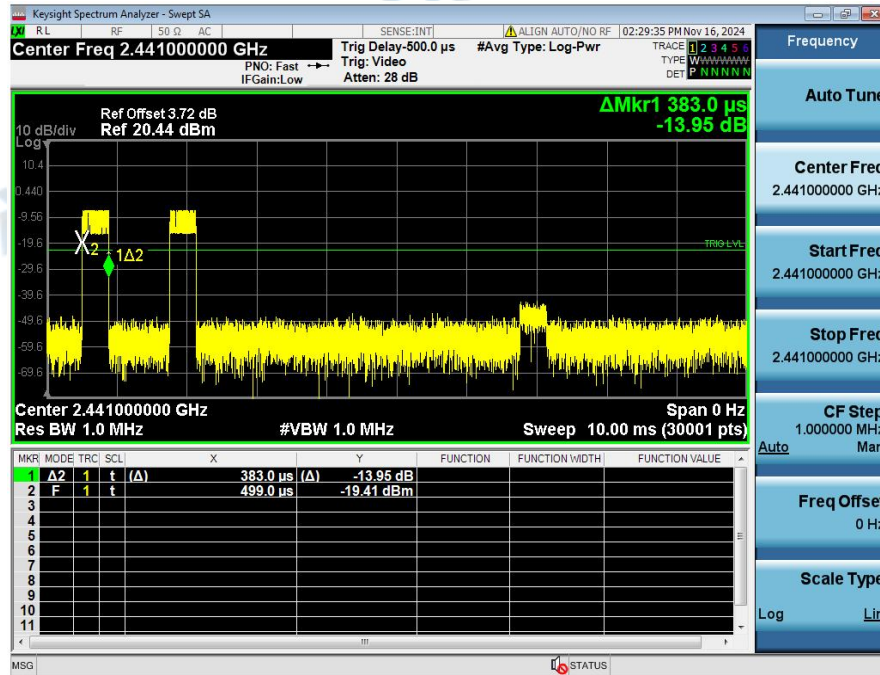 Keysight Spectrum Analyzer - Swept SA
LXI RL RF 50 Ω AC SENSE:INT ALIGN AUTO/NO RF 02:29:35 PM Nov 16, 2024
Center Freq 2.441000000 GHz
Trig Delay-500.0 µs #Avg Type: Log-Pwr TRACE 1 2 3 4 5 6
PNO: Fast Trig: Video TYPE WWWWWW
IFGain:Low Atten: 28 dB DET P N N N N N
Frequency
ΔMkr1 383.0 µs
-13.95 dB
Ref Offset 3.72 dB
10 dB/div Ref 20.44 dBm
Log
10.4
0.440
-9.56
-19.6
-29.6
-39.6
-49.6
-59.6
-69.6
TRIG LVL
X2
1Δ2
Center 2.441000000 GHz Span 0 Hz
Res BW 1.0 MHz #VBW 1.0 MHz Sweep 10.00 ms (30001 pts)
MKR MODE TRC SCL X Y FUNCTION FUNCTION WIDTH FUNCTION VALUE
1 Δ2 1 t (Δ) 383.0 µs (Δ) -13.95 dB
2 F 1 t 499.0 µs -19.41 dBm
3
4
5
6
7
8
9
10
11
MSG STATUS
Auto Tune
Center Freq
2.441000000 GHz
Start Freq
2.441000000 GHz
Stop Freq
2.441000000 GHz
CF Step
1.000000 MHz
Auto Man
Freq Offset
0 Hz
Scale Type
Log Lin